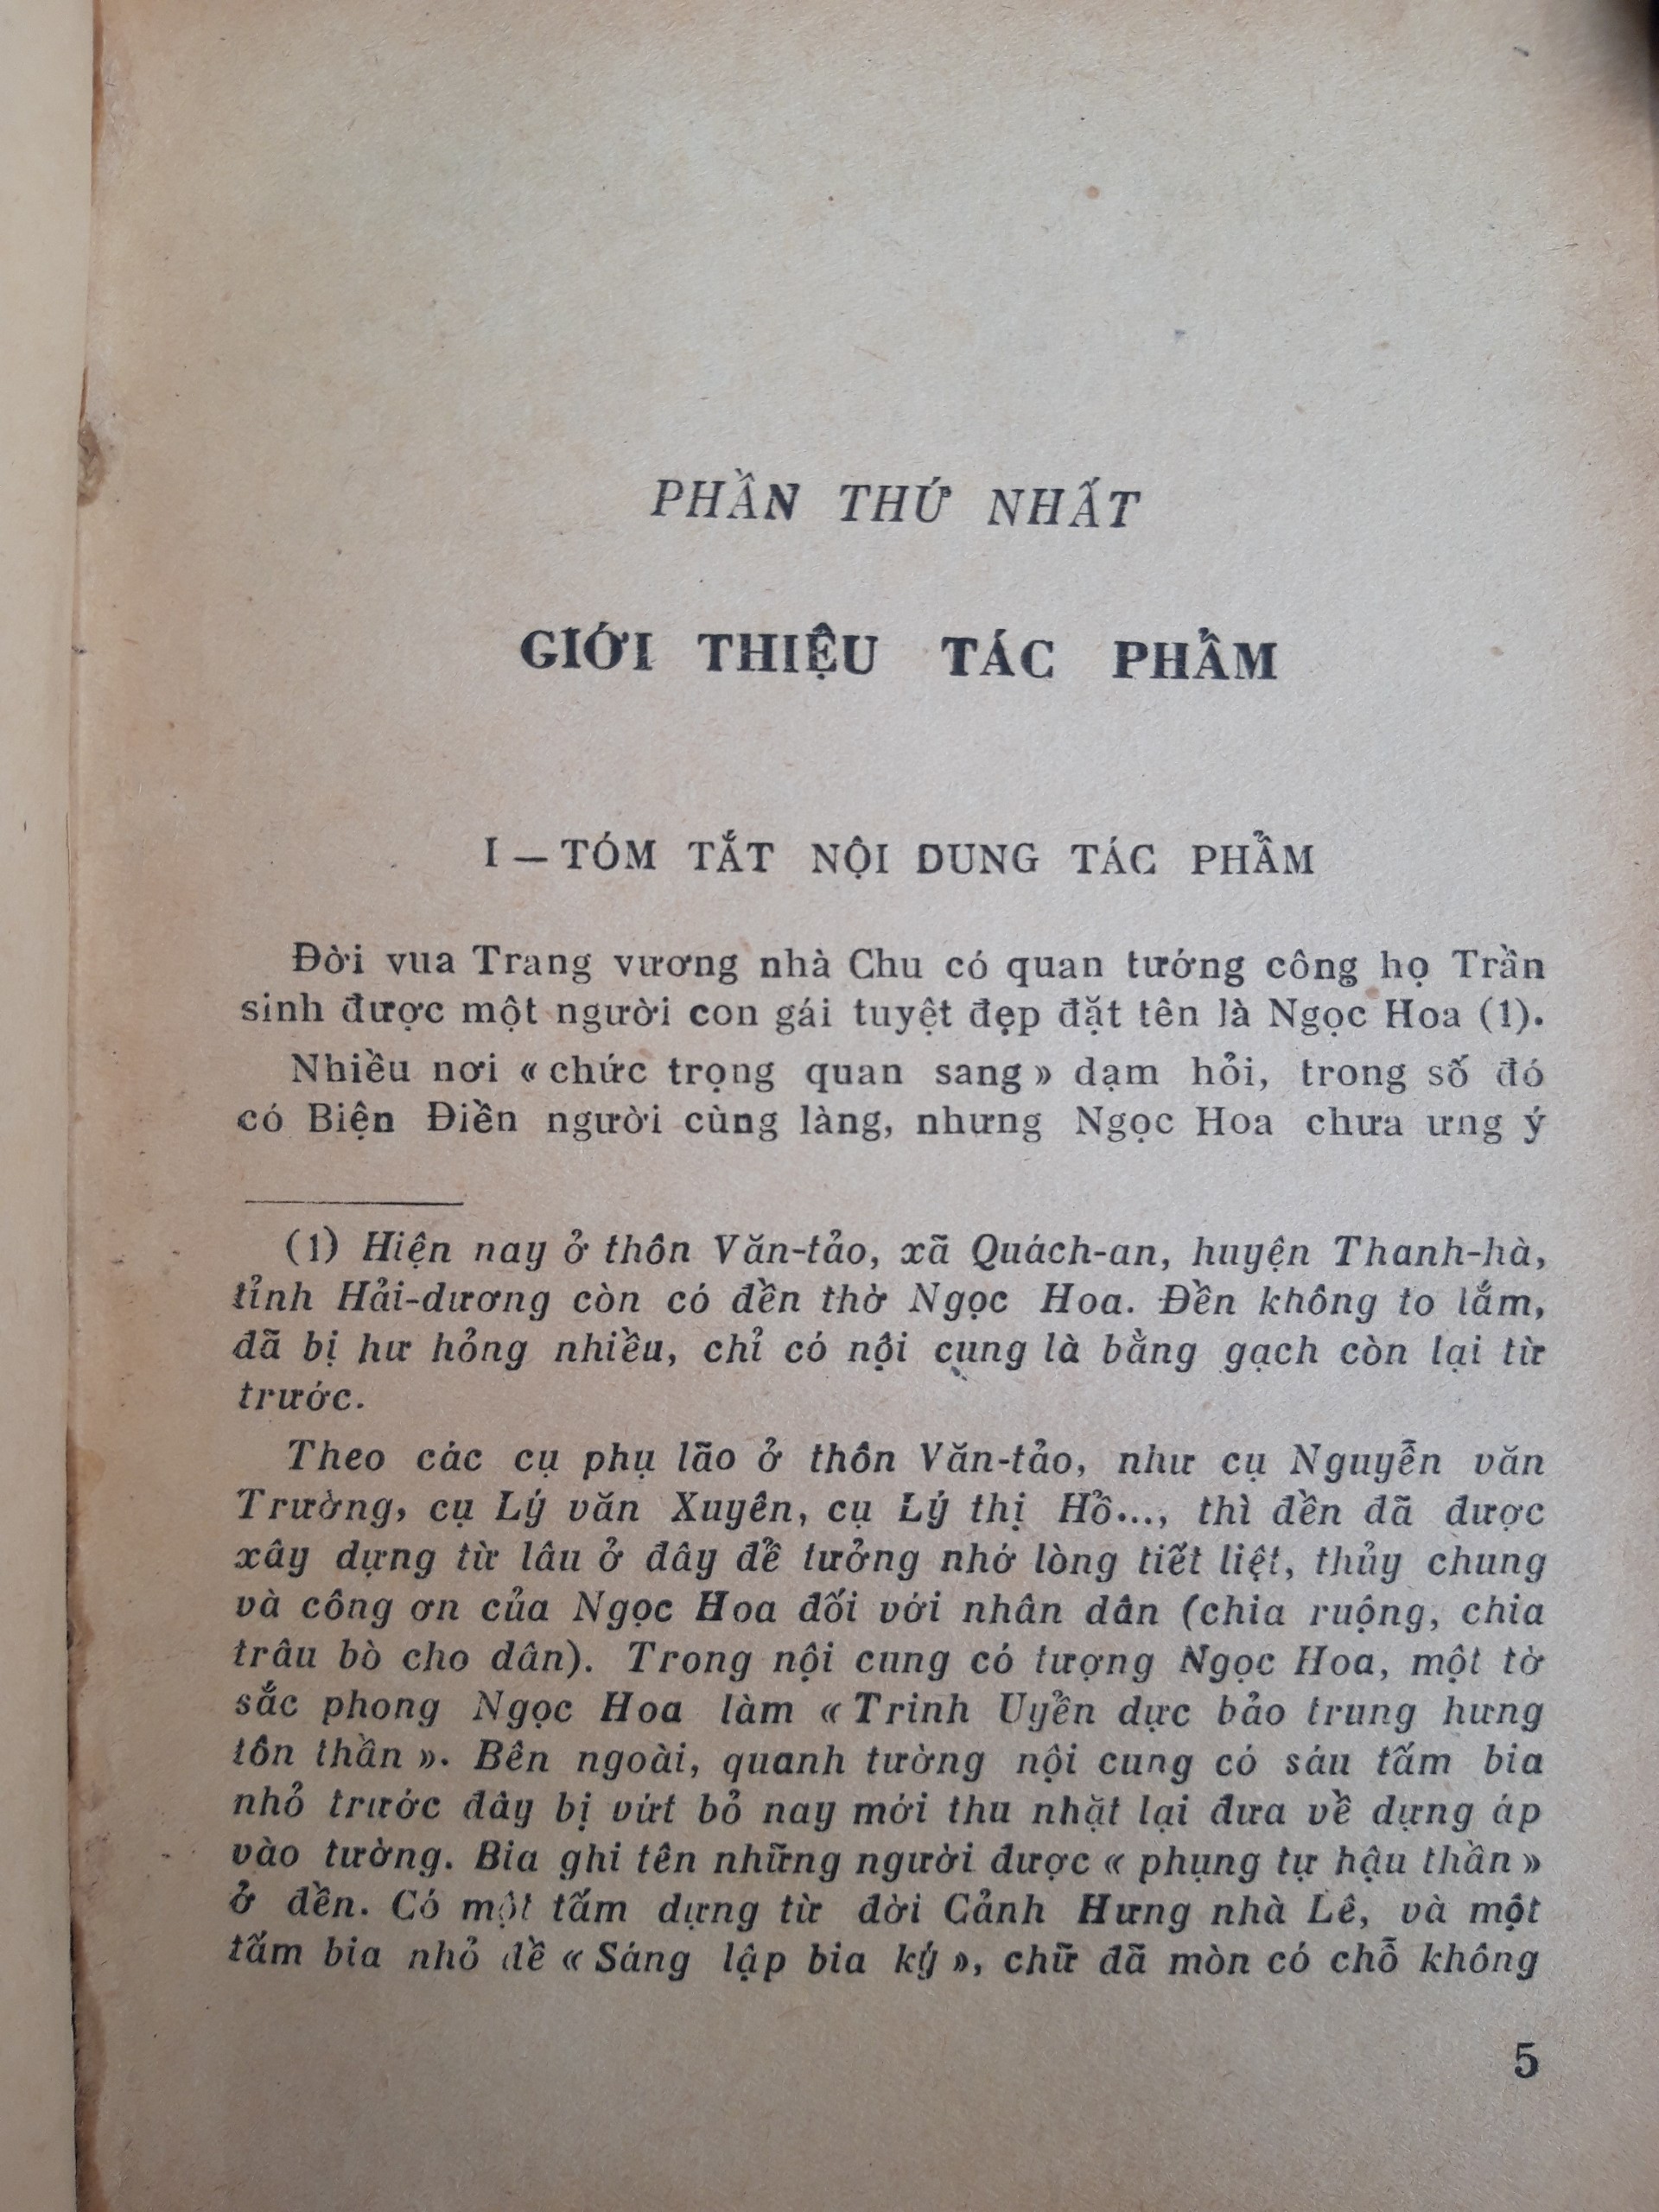 PHẦN THỨ NHẤT
GIỚI THIỆU TÁC PHẨM
I — TÓM TẮT NỘI DUNG TÁC PHẨM
Đời vua Trang vương nhà Chu có quan tướng công họ Trần
sinh được một người con gái tuyệt đẹp đặt tên là Ngọc Hoa (1).
Nhiều nơi « chức trọng quan sang » dạm hỏi, trong số đó
có Biện Điền người cùng làng, nhưng Ngọc Hoa chưa ưng ý
(1) Hiện nay ở thôn Văn-tảo, xã Quách-an, huyện Thanh-hà,
tỉnh Hải-dương còn có đền thờ Ngọc Hoa. Đền không to lắm,
đã bị hư hỏng nhiều, chỉ có nội cung là bằng gạch còn lại từ
trước.
Theo các cụ phụ lão ở thôn Văn-tảo, như cụ Nguyễn văn
Trường, cụ Lý văn Xuyên, cụ Lý thị Hồ..., thì đền đã được
xây dựng từ lâu ở đây để tưởng nhớ lòng tiết liệt, thủy chung
và công ơn của Ngọc Hoa đối với nhân dân (chia ruộng, chia
trâu bò cho dân). Trong nội cung có tượng Ngọc Hoa, một tờ
sắc phong Ngọc Hoa làm « Trinh Uyển dực bảo trung hưng
tôn thần ». Bên ngoài, quanh tường nội cung có sáu tấm bia
nhỏ trước đây bị vứt bỏ nay mới thu nhặt lại đưa về dựng áp
vào tường. Bia ghi tên những người được « phụng tự hậu thần »
ở đền. Có một tấm dựng từ đời Cảnh Hưng nhà Lê, và một
tấm bia nhỏ đề « Sáng lập bia ký », chữ đã mòn có chỗ không
5